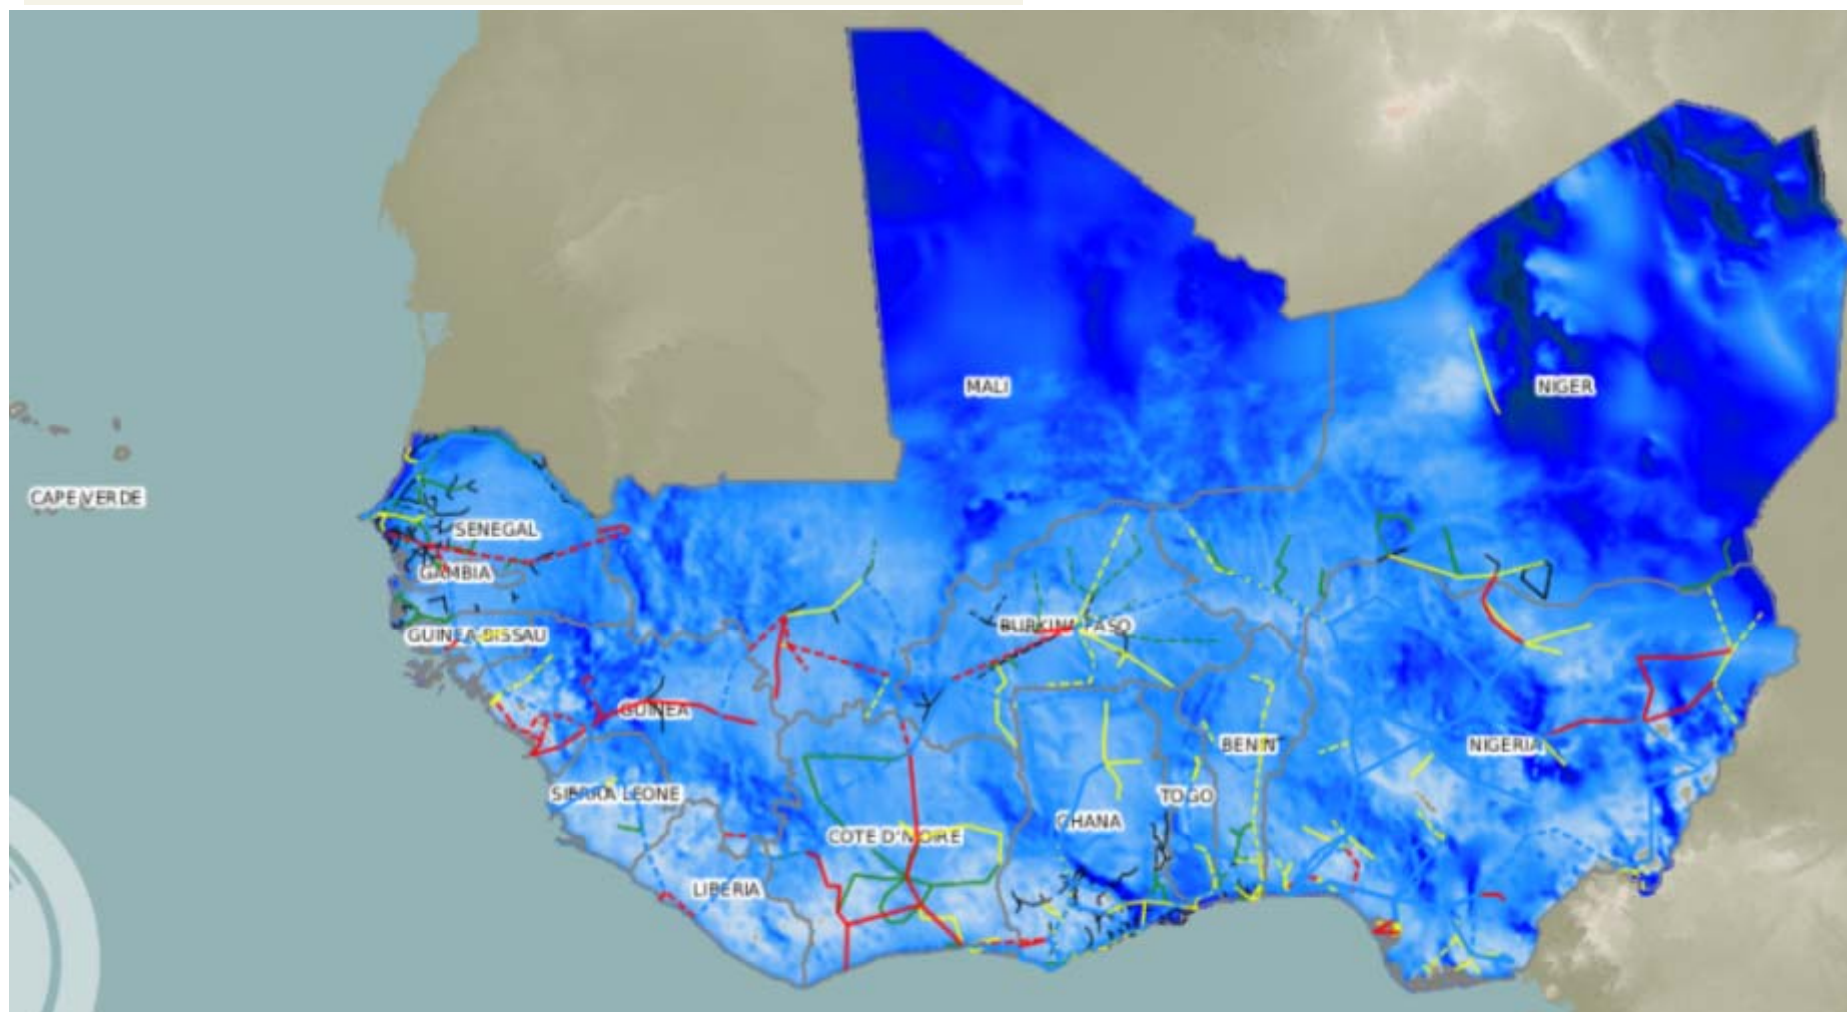 MALI
NIGER
CAPE VERDE
SENEGAL
GAMBIA
GUINEA-BISSAU
BURKINA FASO
GUINEA
BENIN
NIGERIA
SIERRA LEONE
TOGO
GHANA
COTE D'IVOIRE
LIBERIA